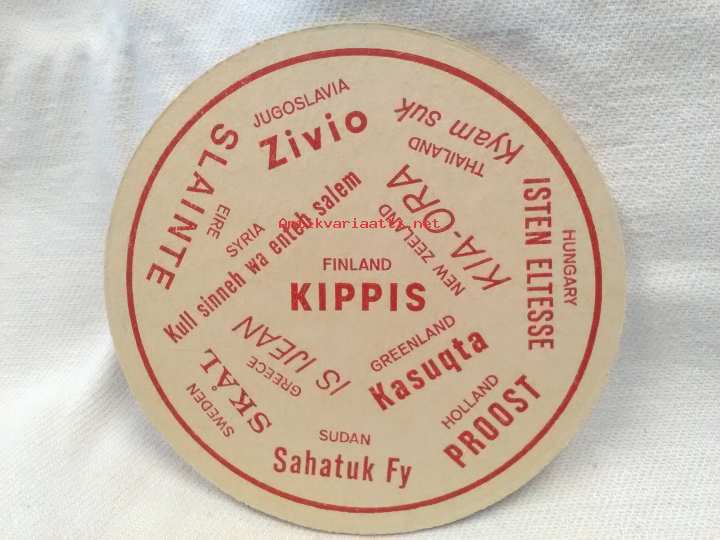 JUGOSLAVIA
Zivio
THAILAND
Kyam suk
EIRE
SLAINTE
SYRIA
Kull sinneh wa enteh salem
NEW ZEELAND
KIA-ORA
HUNGARY
ISTEN ELTESSE
Antikvariaatti.net
FINLAND
KIPPIS
GREECE
IS IJEAN
GREENLAND
Kasuqta
SWEDEN
SKÅL
HOLLAND
PROOST
SUDAN
Sahatuk Fy